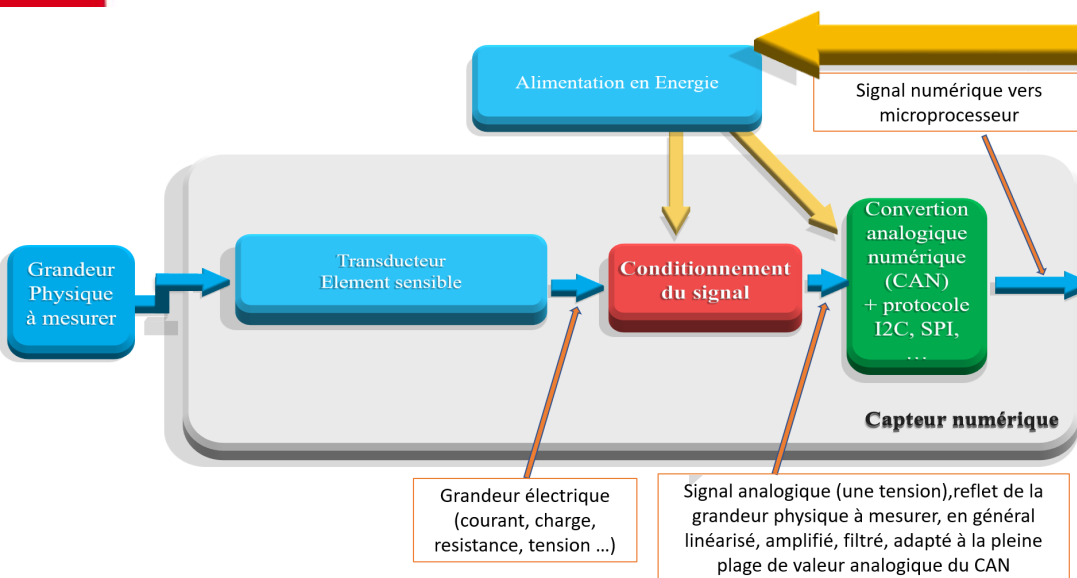 Alimentation en Energie
Signal numérique vers
microprocesseur
Grandeur
Physique
à mesurer
Transducteur
Element sensible
Conditionnement
du signal
Convertion
analogique
numérique
(CAN)
+ protocole
I2C, SPI,
...
Capteur numérique
Grandeur électrique
(courant, charge,
resistance, tension ...)
Signal analogique (une tension),reflet de la
grandeur physique à mesurer, en général
linéarisé, amplifié, filtré, adapté à la pleine
plage de valeur analogique du CAN